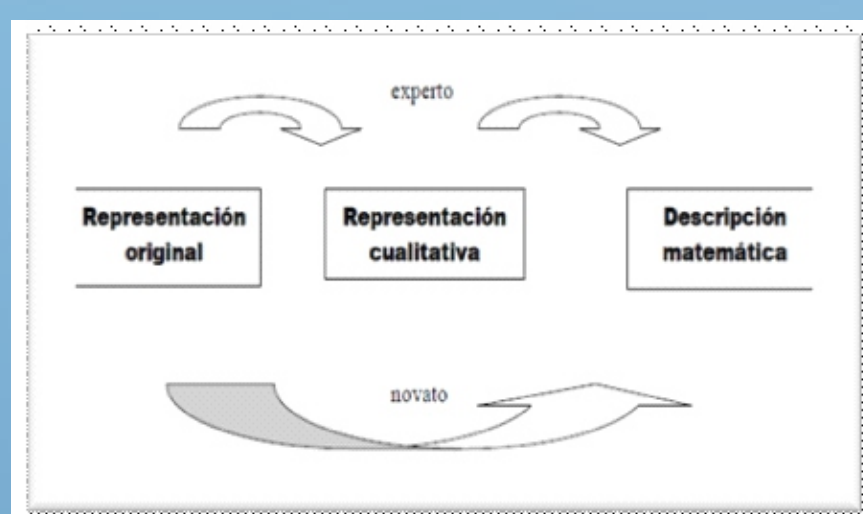 experto
Representación
original
Representación
cualitativa
Descripción
matemática
novato